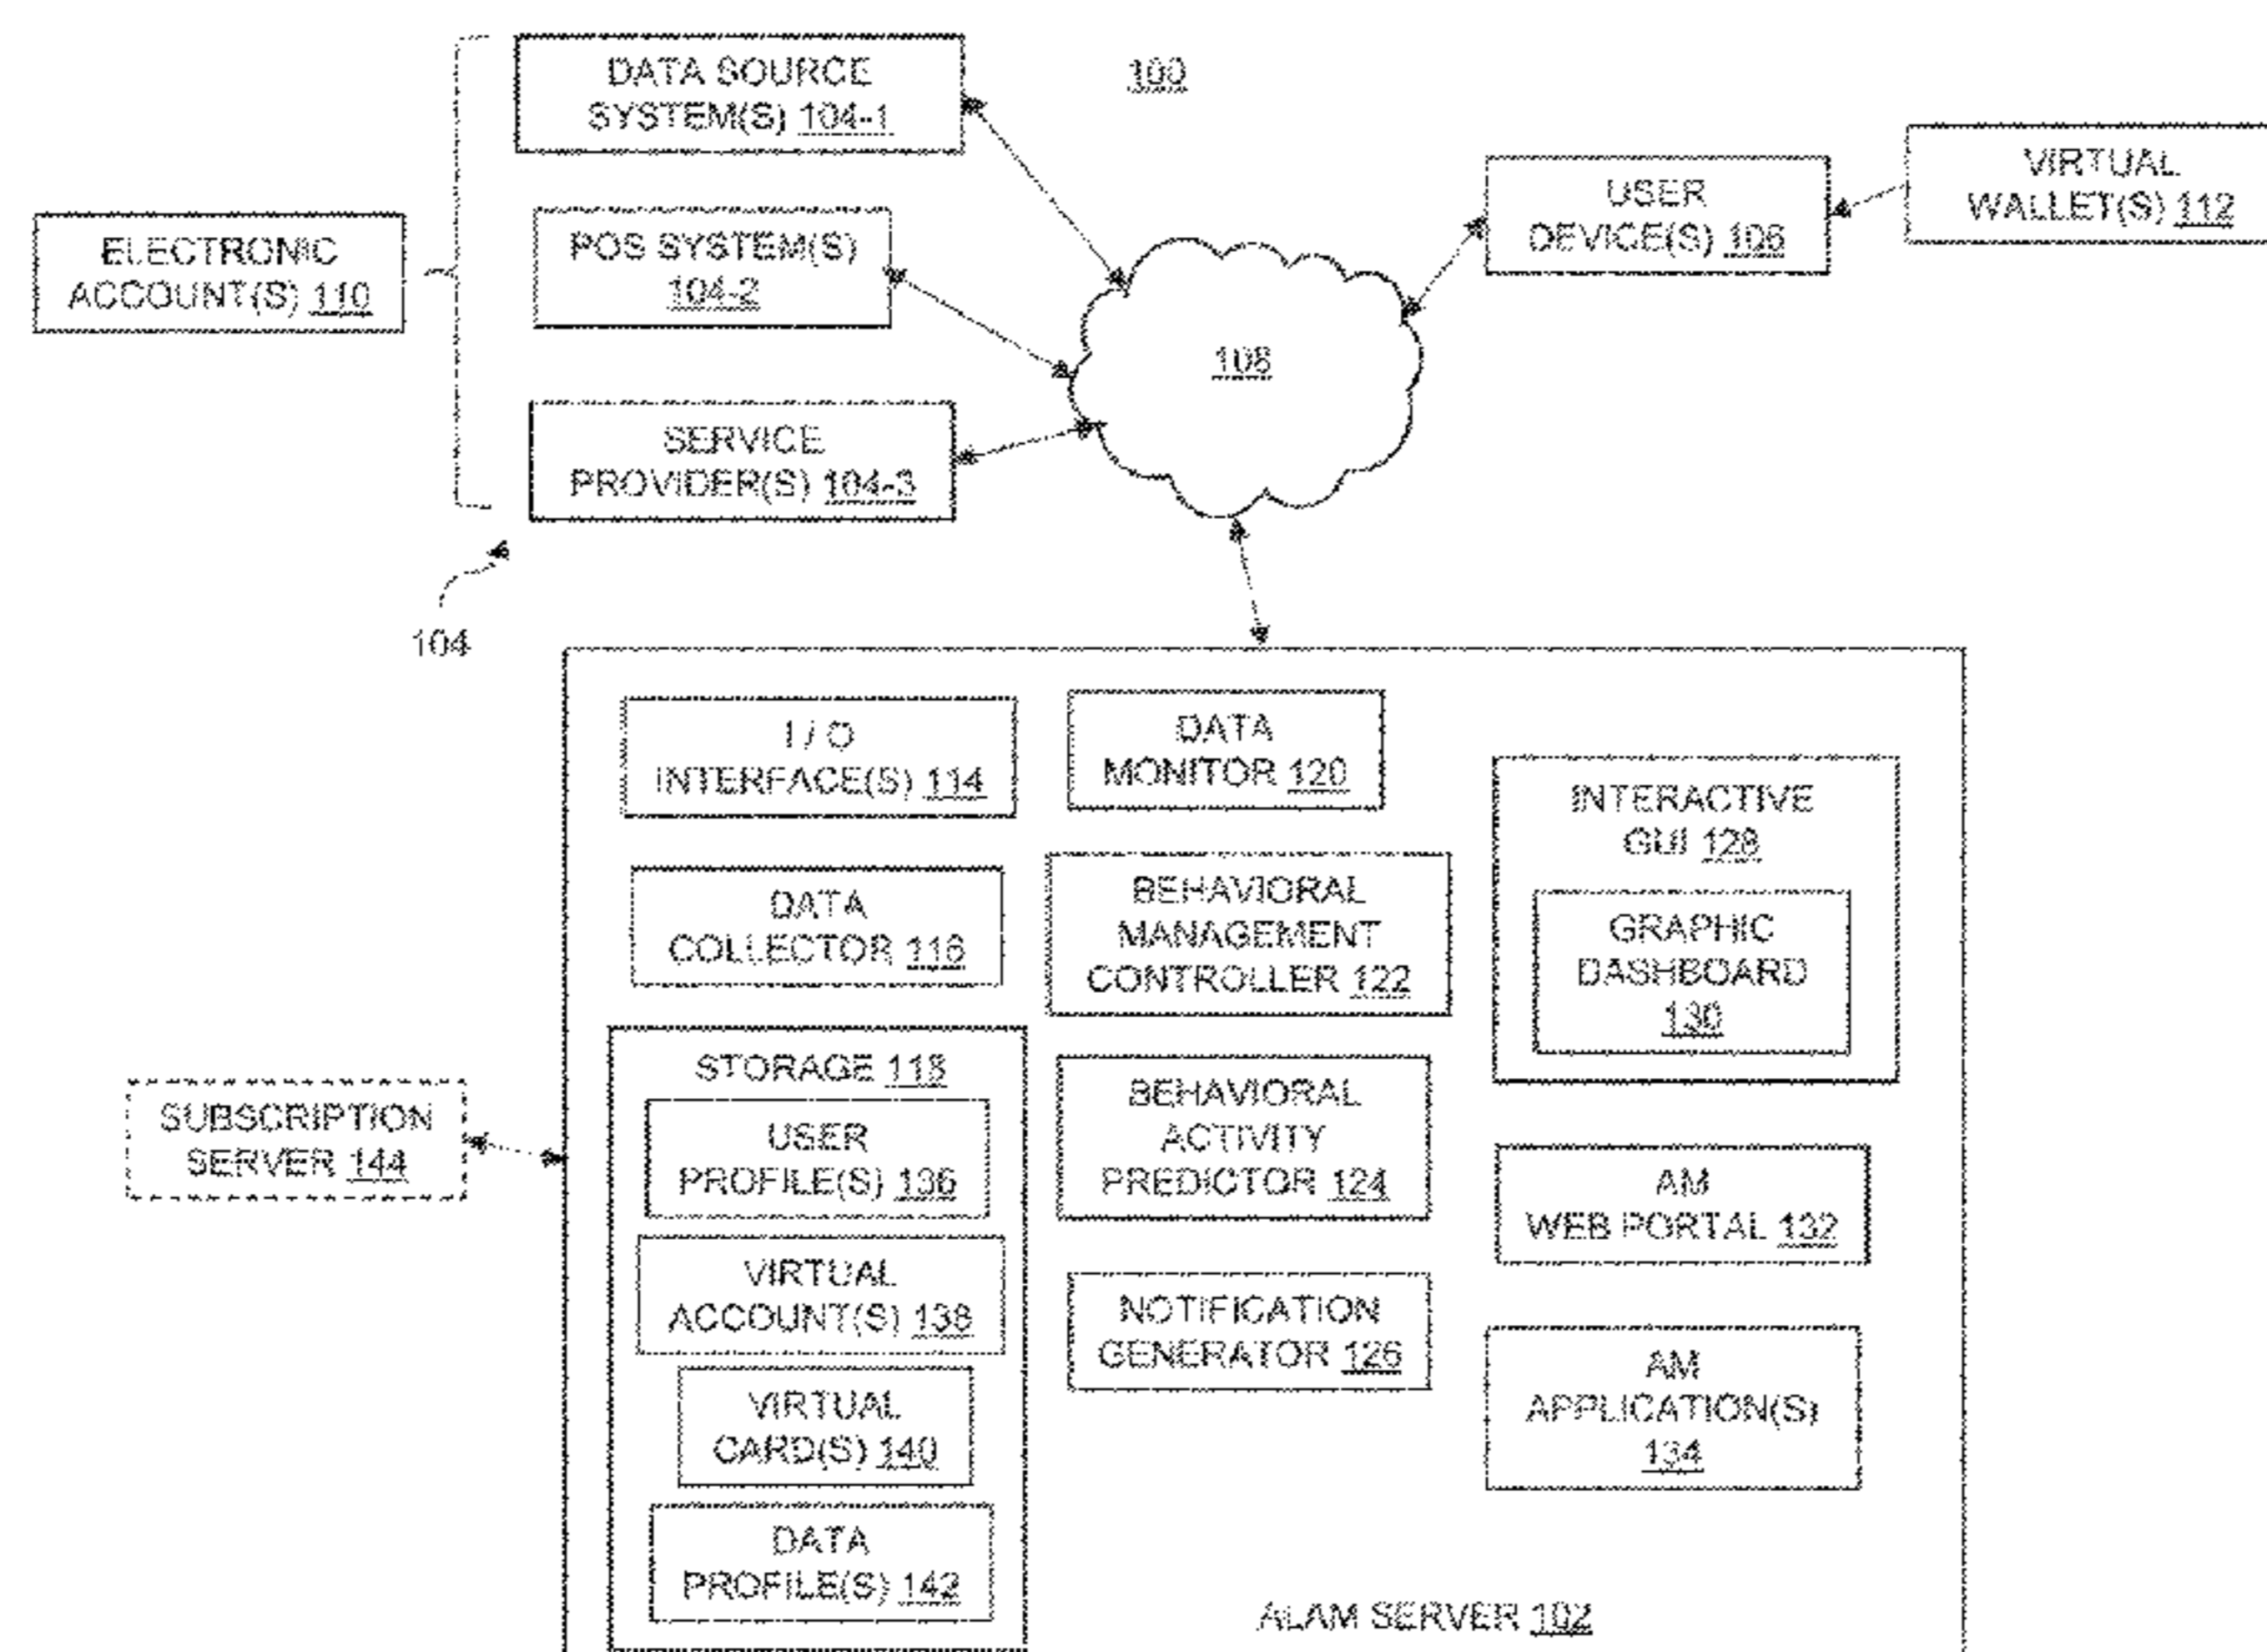 DATA SOURCE
SYSTEM(S) 104-1
100
VIRTUAL
WALLET(S) 112
USER
DEVICE(S) 106
POS SYSTEM(S)
104-2
ELECTRONIC
ACCOUNT(S) 110
108
SERVICE
PROVIDER(S) 104-3
104
I / O
INTERFACE(S) 114
DATA
MONITOR 120
INTERACTIVE
GUI 128
GRAPHIC
DASHBOARD
130
DATA
COLLECTOR 116
BEHAVIORAL
MANAGEMENT
CONTROLLER 122
STORAGE 118
USER
PROFILE(S) 136
VIRTUAL
ACCOUNT(S) 138
VIRTUAL
CARD(S) 140
DATA
PROFILE(S) 142
BEHAVIORAL
ACTIVITY
PREDICTOR 124
NOTIFICATION
GENERATOR 126
AM
WEB PORTAL 132
AM
APPLICATION(S)
134
SUBSCRIPTION
SERVER 144
ALAM SERVER 102